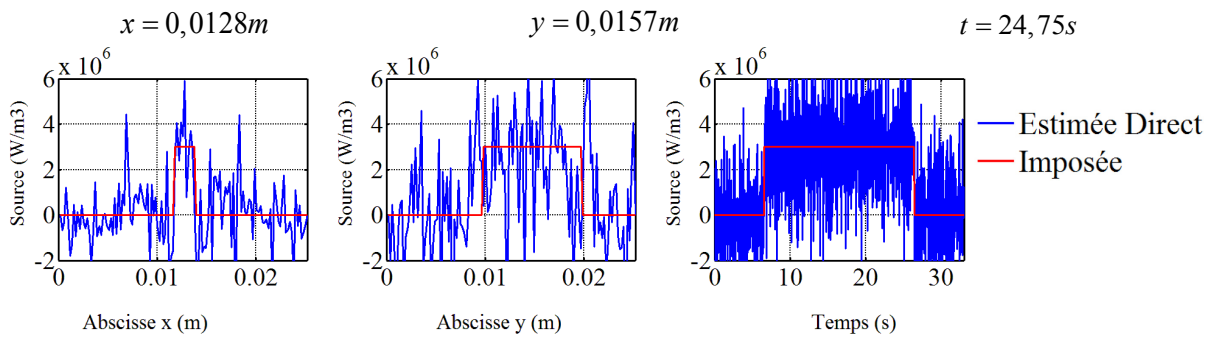 x = 0,0128m
y = 0,0157m
t = 24,75s
x 10^6
6
4
2
0
-2
0
0.01
0.02
Source (W/m3)
Abscisse x (m)
x 10^6
6
4
2
0
-2
0
0.01
0.02
Source (W/m3)
Abscisse y (m)
x 10^6
6
4
2
0
-2
0
10
20
30
Source (W/m3)
Temps (s)
Estimée Direct
Imposée